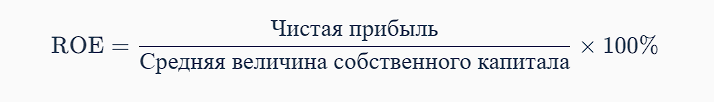 ROE = Чистая прибыль / Средняя величина собственного капитала × 100%